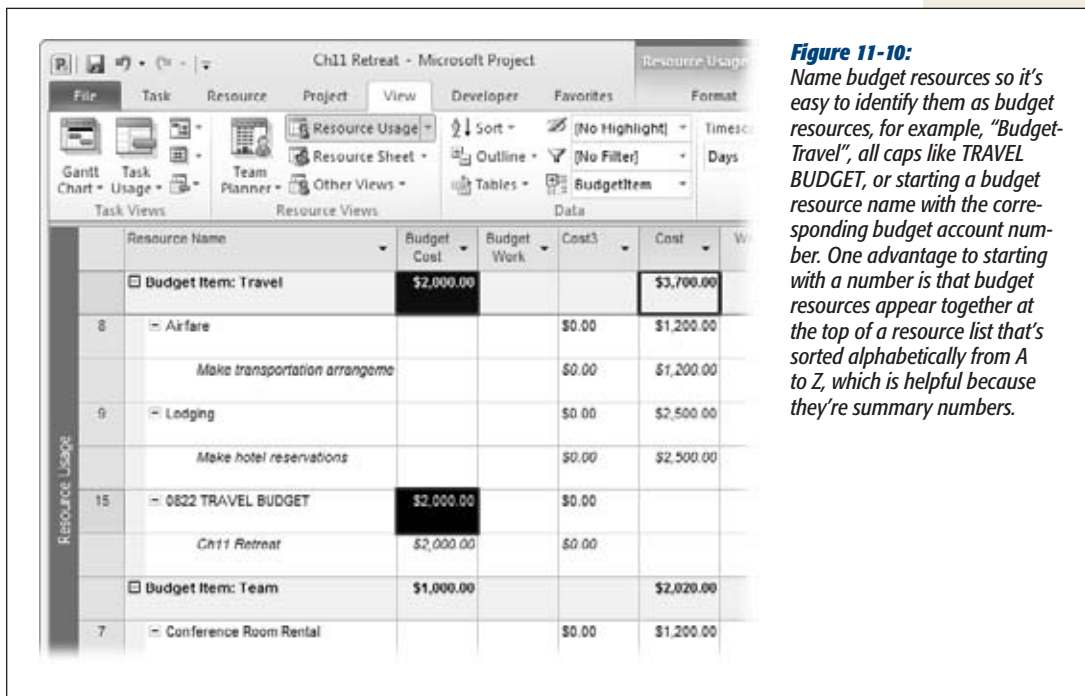 Ch11 Retreat - Microsoft Project
Resource Usage
File Task Resource Project View Developer Favorites Format
Gantt Chart
Task Usage
Team Planner
Resource Usage
Resource Sheet
Other Views
Sort
Outline
Tables
[No Highlight]
[No Filter]
BudgetItem
Days
Task Views Resource Views Data
Resource Name Budget Cost Budget Work Cost3 Cost
Budget Item: Travel $2,000.00 $3,700.00
8 Airfare $0.00 $1,200.00
Make transportation arrangeme $0.00 $1,200.00
9 Lodging $0.00 $2,500.00
Make hotel reservations $0.00 $2,500.00
15 0822 TRAVEL BUDGET $2,000.00 $0.00
Ch11 Retreat $2,000.00 $0.00
Budget Item: Team $1,000.00 $2,020.00
7 Conference Room Rental $0.00 $1,200.00
Resource Usage
Figure 11-10:
Name budget resources so it's
easy to identify them as budget
resources, for example, “Budget-
Travel”, all caps like TRAVEL
BUDGET, or starting a budget
resource name with the corre-
sponding budget account num-
ber. One advantage to starting
with a number is that budget
resources appear together at
the top of a resource list that's
sorted alphabetically from A
to Z, which is helpful because
they're summary numbers.